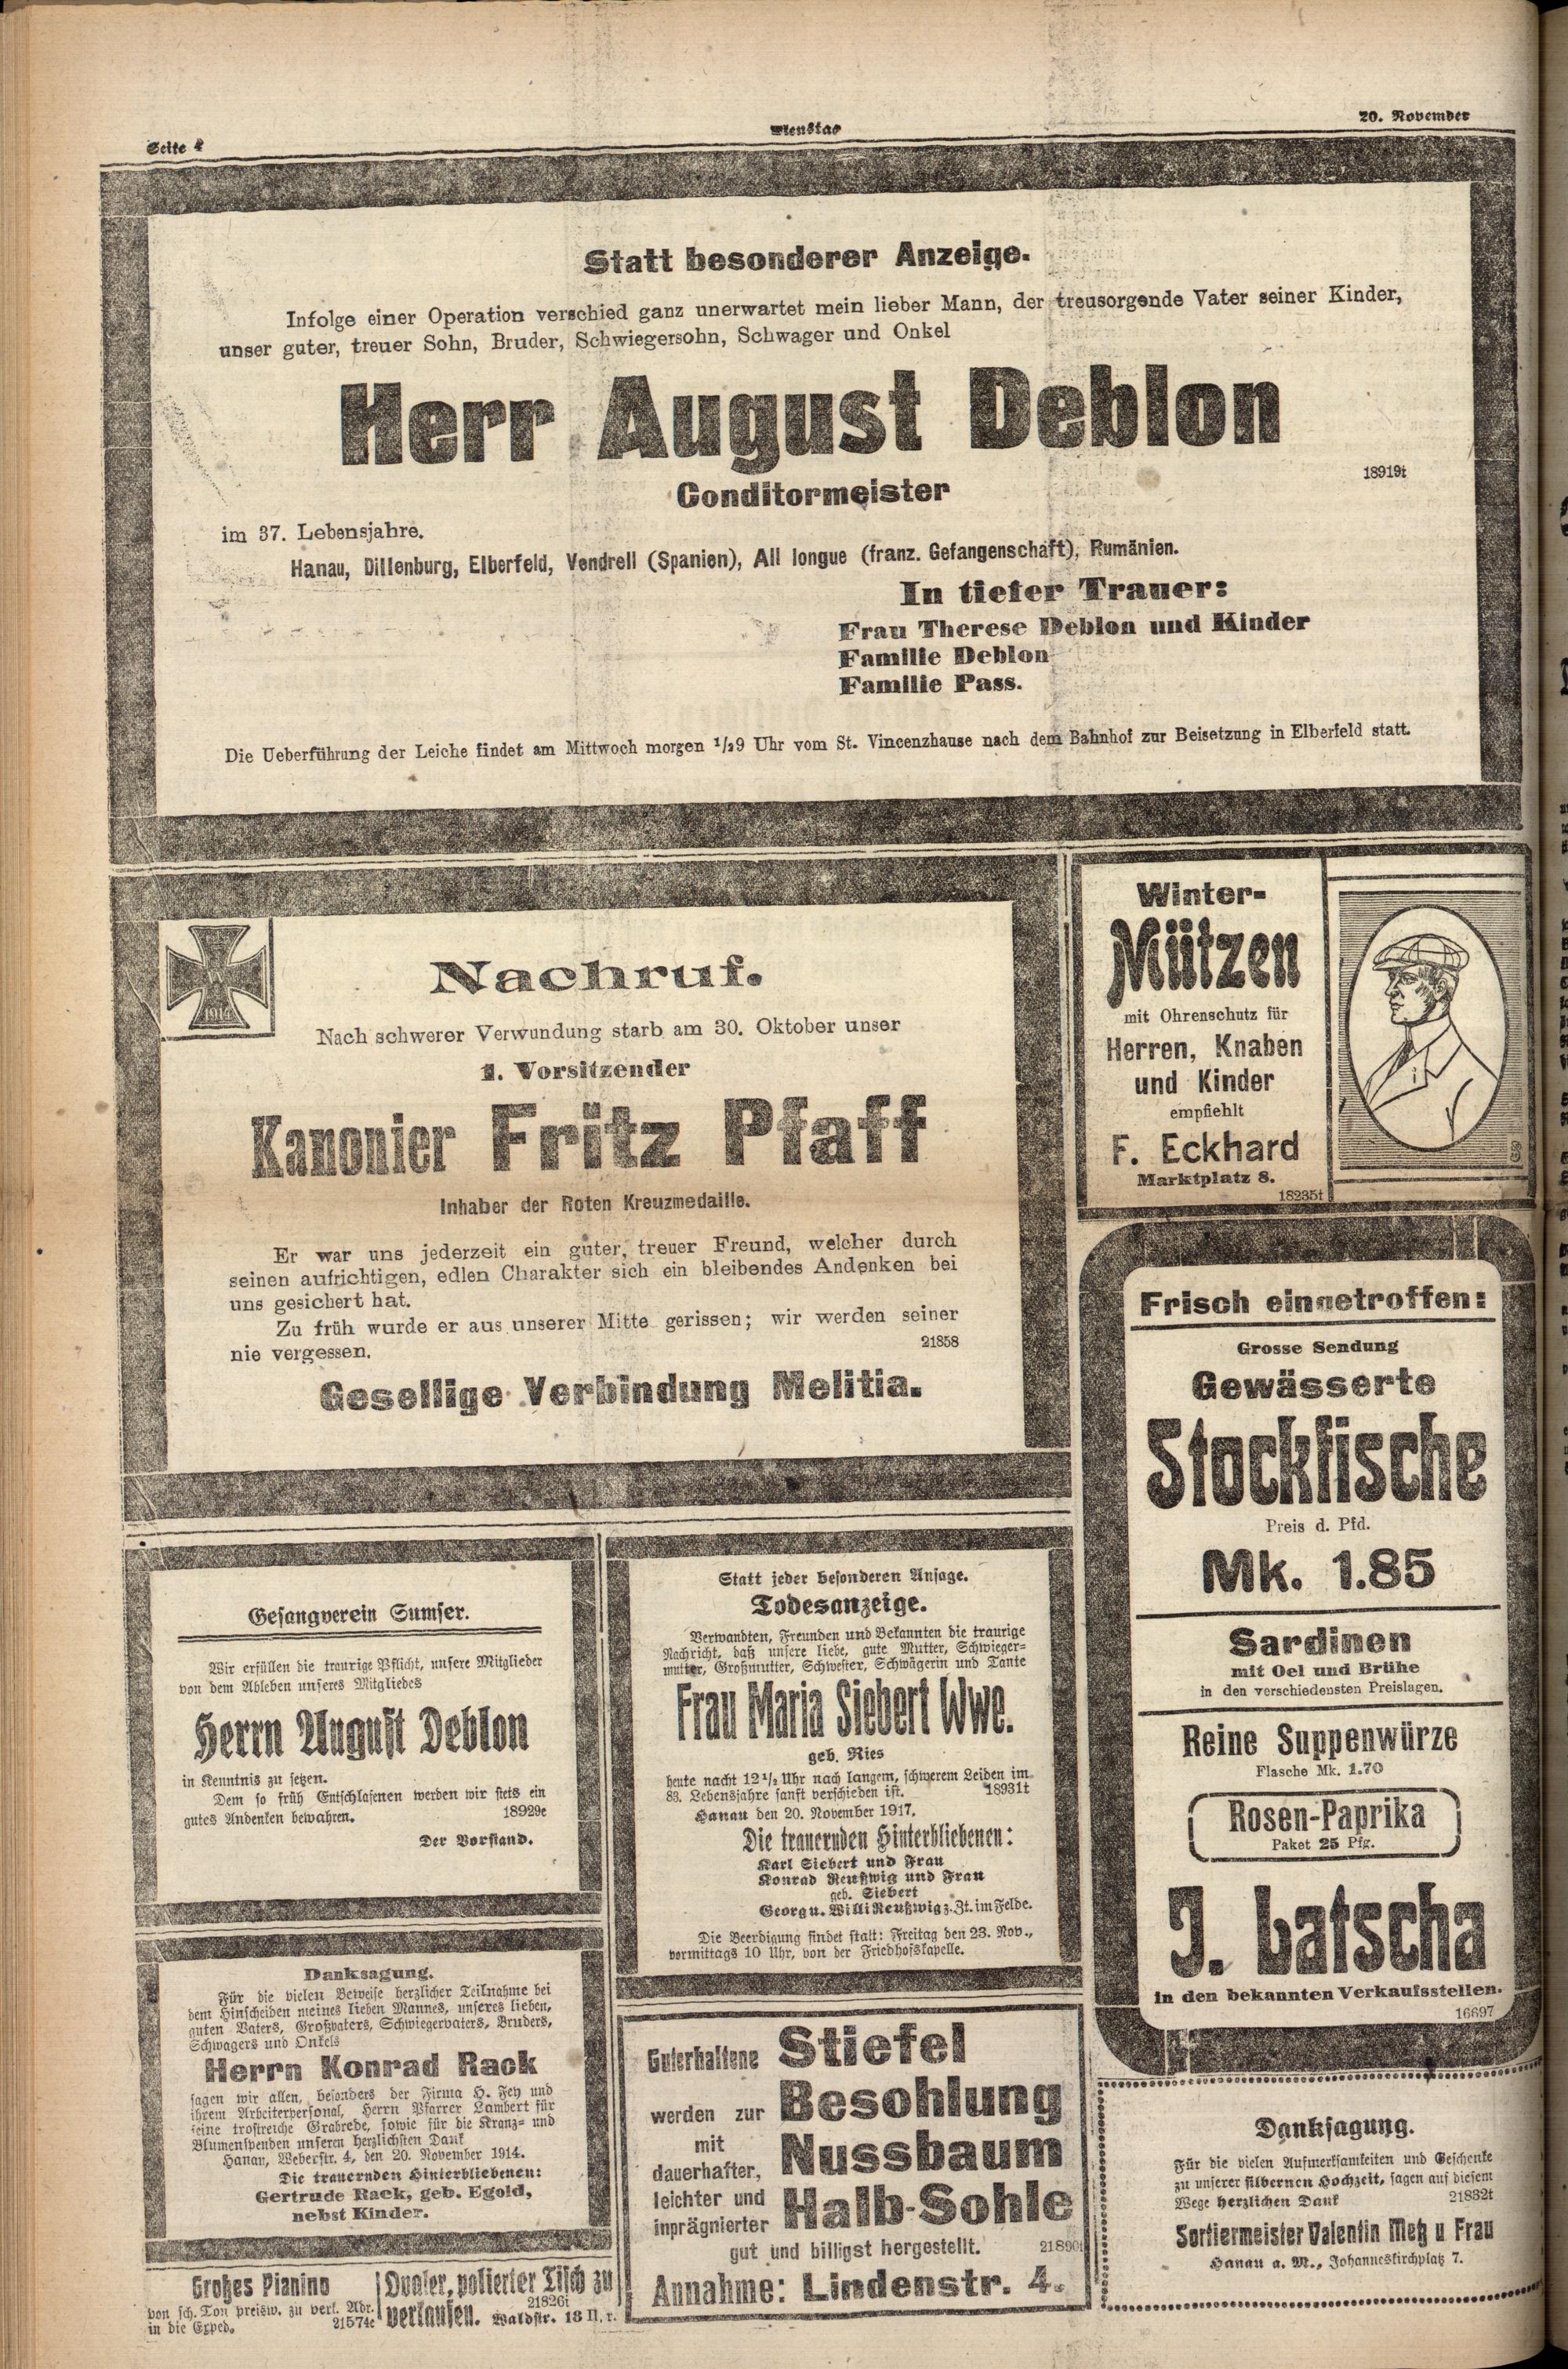 Seite 4
Dienstag
20. November
Statt besonderer Anzeige.
Infolge einer Operation verschied ganz unerwartet mein lieber Mann, der treusorgende Vater seiner Kinder,
unser guter, treuer Sohn, Bruder, Schwiegersohn, Schwager und Onkel
Herr August Deblon
18919t
Conditormeister
im 37. Lebensjahre.
Hanau, Dillenburg, Elberfeld, Vendrell (Spanien), All longue (franz. Gefangenschaft), Rumänien.
In tiefer Trauer:
Frau Therese Deblon und Kinder
Familie Deblon
Familie Pass.
Die Ueberführung der Leiche findet am Mittwoch morgen ½9 Uhr vom St. Vincenzhause nach dem Bahnhof zur Beisetzung in Elberfeld statt.
W
1914
Nachruf.
Nach schwerer Verwundung starb am 30. Oktober unser
1. Vorsitzender
Kanonier Fritz Pfaff
Inhaber der Roten Kreuzmedaille.
Er war uns jederzeit ein guter, treuer Freund, welcher durch
seinen aufrichtigen, edlen Charakter sich ein bleibendes Andenken bei
uns gesichert hat.
Zu früh wurde er aus unserer Mitte gerissen; wir werden seiner
nie vergessen.
21858
Gesellige Verbindung Melitia.
Winter-
Mützen
mit Ohrenschutz für
Herren, Knaben
und Kinder
empfiehlt
F. Eckhard
Marktplatz 8.
18235t
Frisch eingetroffen:
Grosse Sendung
Gewässerte
Stockfische
Preis d. Pfd.
Mk. 1.85
Sardinen
mit Oel und Brühe
in den verschiedensten Preislagen.
Reine Suppenwürze
Flasche Mk. 1.70
Rosen-Paprika
Paket 25 Pfg.
J. Latscha
in den bekannten Verkaufsstellen.
16697
Gesangverein Sumser.
Wir erfüllen die traurige Pflicht, unsere Mitglieder
von dem Ableben unseres Mitgliedes
Herrn August Deblon
in Kenntnis zu setzen.
Dem so früh Entschlafenen werden wir stets ein
gutes Andenken bewahren.
18929e
Der Vorstand.
Statt jeder besonderen Ansage.
Todesanzeige.
Verwandten, Freunden und Bekannten die traurige
Nachricht, daß unsere liebe, gute Mutter, Schwieger-
mutter, Großmutter, Schwester, Schwägerin und Tante
Frau Maria Siebert Wwe.
geb. Ries
heute nacht 12½ Uhr nach langem, schwerem Leiden im
83. Lebensjahre sanft verschieden ist.
18931t
Hanau den 20. November 1917.
Die trauernden Hinterbliebenen:
Karl Siebert und Frau
Konrad Reußwig und Frau
geb. Siebert
Georg u. Willi Reußwig z. Zt. im Felde.
Die Beerdigung findet statt: Freitag den 23. Nov.,
vormittags 10 Uhr, von der Friedhofskapelle.
Danksagung.
Für die vielen Beweise herzlicher Teilnahme bei
dem Hinscheiden meines lieben Mannes, unseres lieben,
guten Vaters, Großvaters, Schwiegervaters, Bruders,
Schwagers und Onkels
Herrn Konrad Rack
sagen wir allen, besonders der Firma H. Fey und
ihrem Arbeiterpersonal, Herrn Pfarrer Lambert für
seine trostreiche Grabrede, sowie für die Kranz- und
Blumenspenden unseren herzlichsten Dank
Hanau, Weberstr. 4, den 20. November 1914.
Die trauernden Hinterbliebenen:
Gertrude Rack, geb. Egold,
nebst Kinder.
Guterhaltene Stiefel
werden zur Besohlung
mit
dauerhafter, Nussbaum
leichter und
inprägnierter Halb-Sohle
gut und billigst hergestellt.
21890t
Annahme: Lindenstr. 4.
Danksagung.
Für die vielen Aufmerksamkeiten und Geschenke
zu unserer silbernen Hochzeit, sagen auf diesem
Wege herzlichen Dank
21832t
Sortiermeister Valentin Metz u Frau
Hanau a. M., Johanneskirchplatz 7.
Großes Pianino
von sch. Ton preisw. zu verk. Adr.
in die Exped.
21574e
Ovaler, polierter Tisch zu
21826i
verkaufen. Waldstr. 18 II. r.